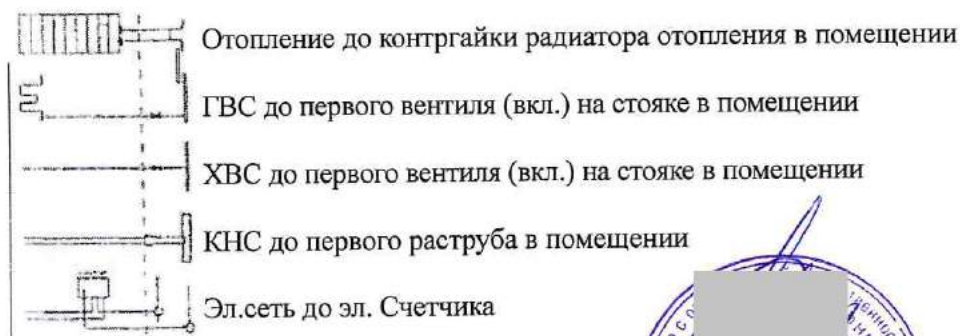 Отопление до контргайки радиатора отопления в помещении
ГВС до первого вентиля (вкл.) на стояке в помещении
ХВС до первого вентиля (вкл.) на стояке в помещении
КНС до первого раструба в помещении
Эл.сеть до эл. Счетчика